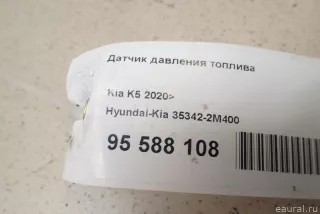 Датчик давления топлива
Kia K5 2020>
Hyundai-Kia 35342-2M400
95 588 108
eaural.ru